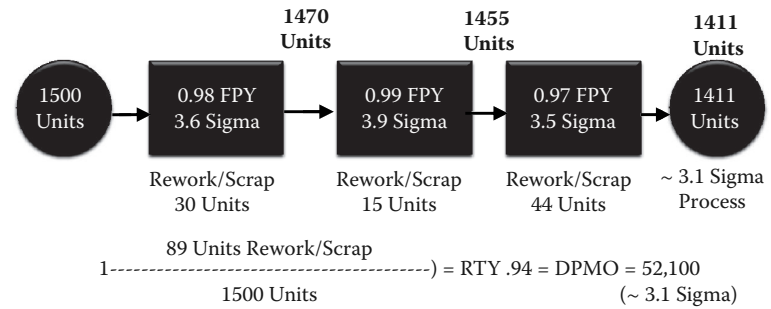 1470
Units
1455
Units
1411
Units
1500
Units
0.98 FPY
3.6 Sigma
0.99 FPY
3.9 Sigma
0.97 FPY
3.5 Sigma
1411
Units
Rework/Scrap
30 Units
Rework/Scrap
15 Units
Rework/Scrap
44 Units
~ 3.1 Sigma
Process
89 Units Rework/Scrap
1------------------------------------------) = RTY .94 = DPMO = 52,100
1500 Units
(~ 3.1 Sigma)